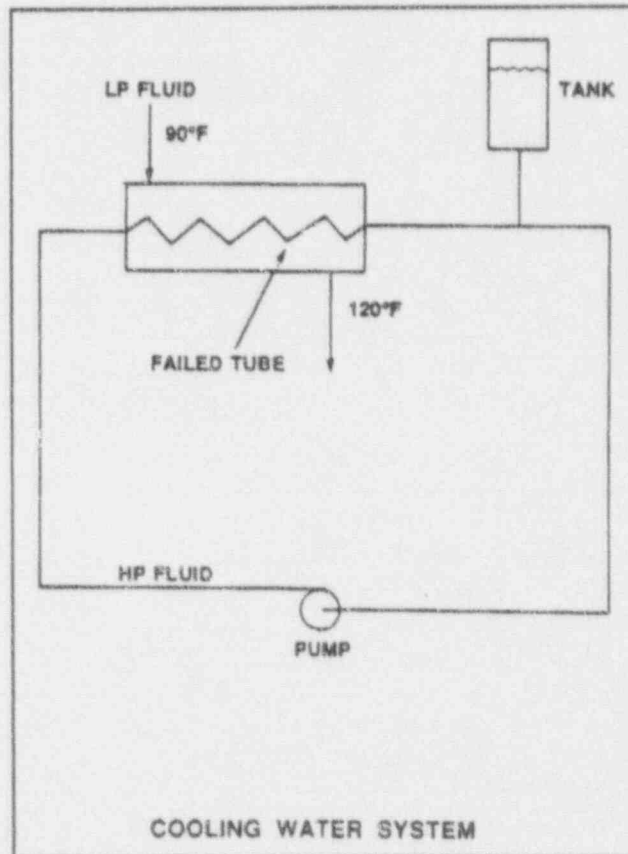 LP FLUID
90°F
TANK
120°F
FAILED TUBE
HP FLUID
PUMP
COOLING WATER SYSTEM